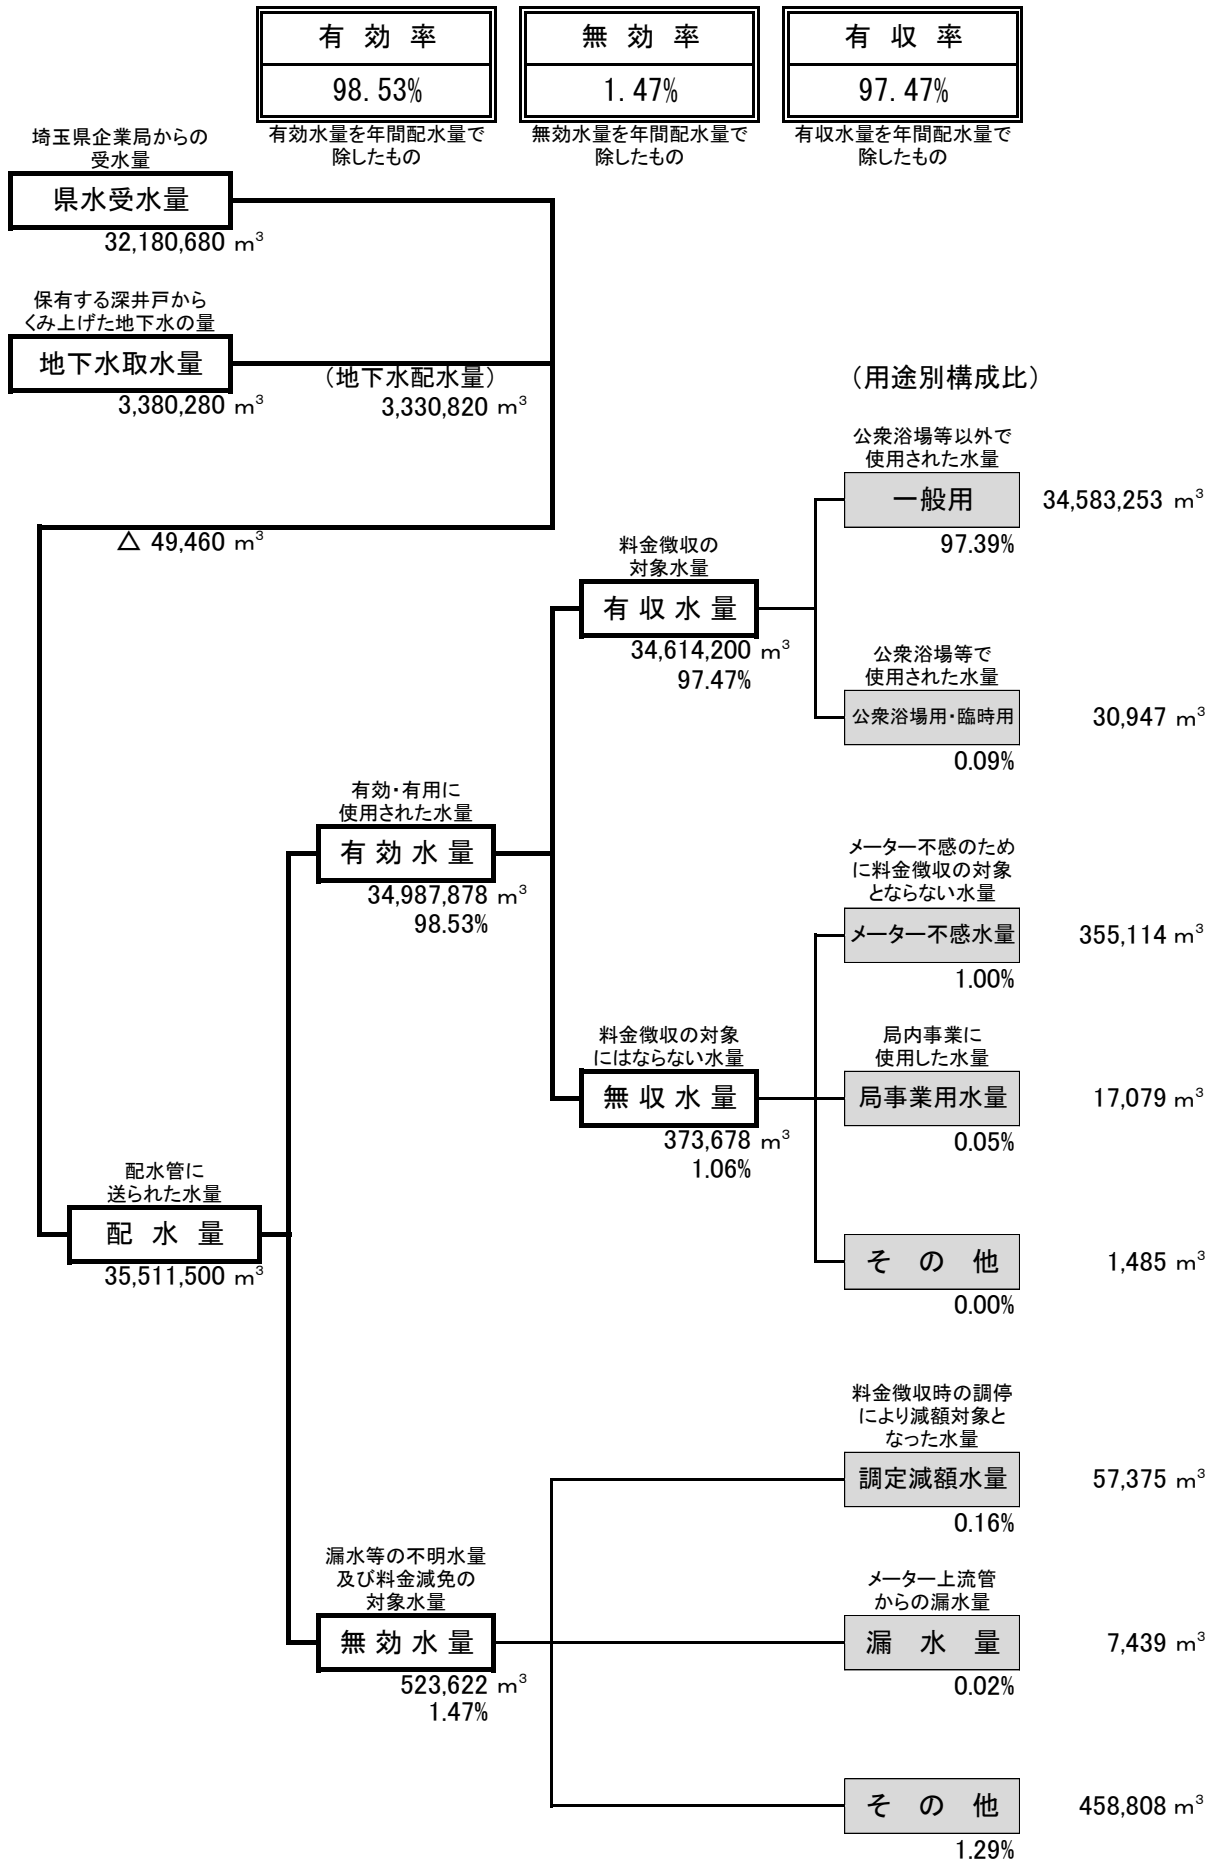 有 効 率
98.53%
有効水量を年間配水量で
除したもの
無 効 率
1.47%
無効水量を年間配水量で
除したもの
有 収 率
97.47%
有収水量を年間配水量で
除したもの
埼玉県企業局からの
受水量
県水受水量
32,180,680 m³
保有する深井戸から
くみ上げた地下水の量
地下水取水量
3,380,280 m³
（地下水配水量）
3,330,820 m³
△ 49,460 m³
（用途別構成比）
公衆浴場等以外で
使用された水量
一般用
34,583,253 m³
97.39%
料金徴収の
対象水量
有 収 水 量
34,614,200 m³
97.47%
公衆浴場等で
使用された水量
公衆浴場用・臨時用
30,947 m³
0.09%
有効・有用に
使用された水量
有 効 水 量
34,987,878 m³
98.53%
メーター不感のため
に料金徴収の対象
とならない水量
メーター不感水量
355,114 m³
1.00%
料金徴収の対象
にはならない水量
無 収 水 量
373,678 m³
1.06%
局内事業に
使用した水量
局事業用水量
17,079 m³
0.05%
配水管に
送られた水量
配 水 量
35,511,500 m³
そ の 他
1,485 m³
0.00%
料金徴収時の調停
により減額対象と
なった水量
調定減額水量
57,375 m³
0.16%
漏水等の不明水量
及び料金減免の
対象水量
無 効 水 量
523,622 m³
1.47%
メーター上流管
からの漏水量
漏 水 量
7,439 m³
0.02%
そ の 他
458,808 m³
1.29%